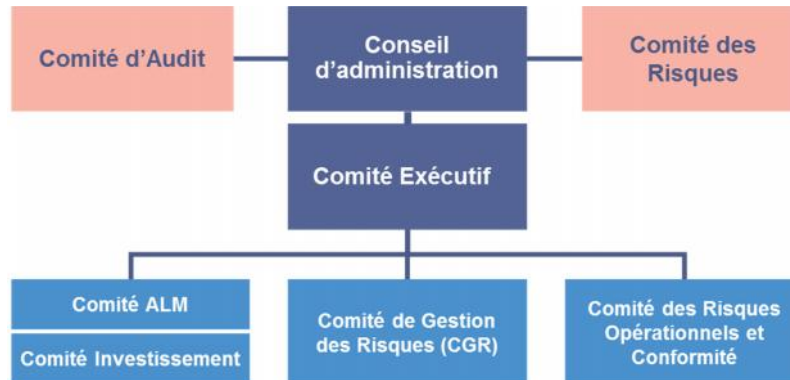 Comité d'Audit
Conseil
d'administration
Comité des
Risques
Comité Exécutif
Comité ALM
Comité Investissement
Comité de Gestion
des Risques (CGR)
Comité des Risques
Opérationnels et
Conformité